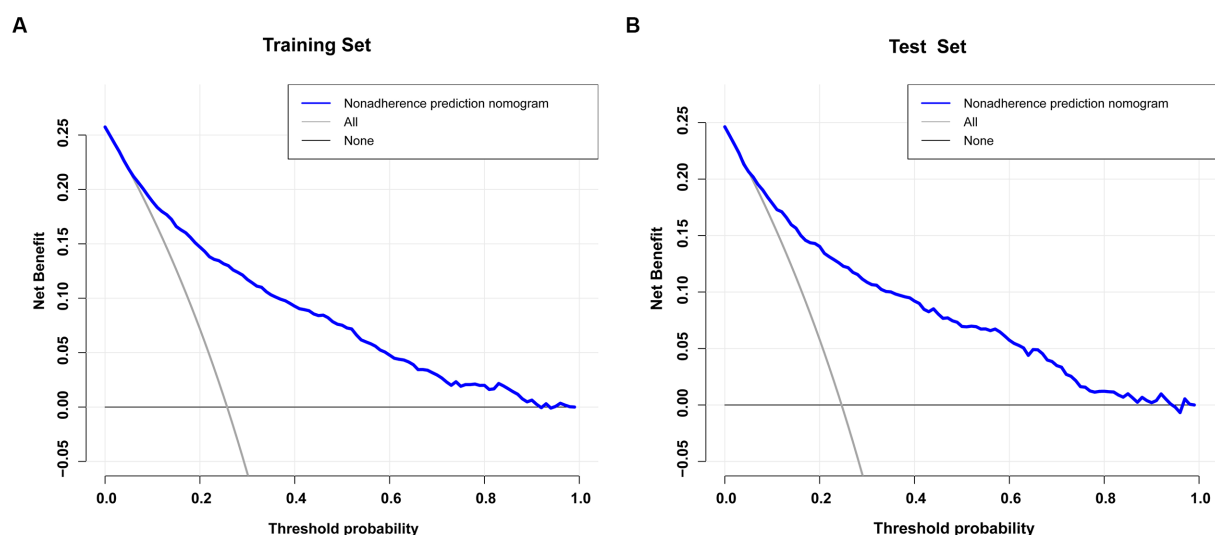 A
Training Set
Nonadherence prediction nomogram
All
None
Net Benefit
0.25
0.20
0.15
0.10
0.05
0.00
−0.05
0.0 0.2 0.4 0.6 0.8 1.0
Threshold probability
B
Test Set
Nonadherence prediction nomogram
All
None
Net Benefit
0.25
0.20
0.15
0.10
0.05
0.00
−0.05
0.0 0.2 0.4 0.6 0.8 1.0
Threshold probability